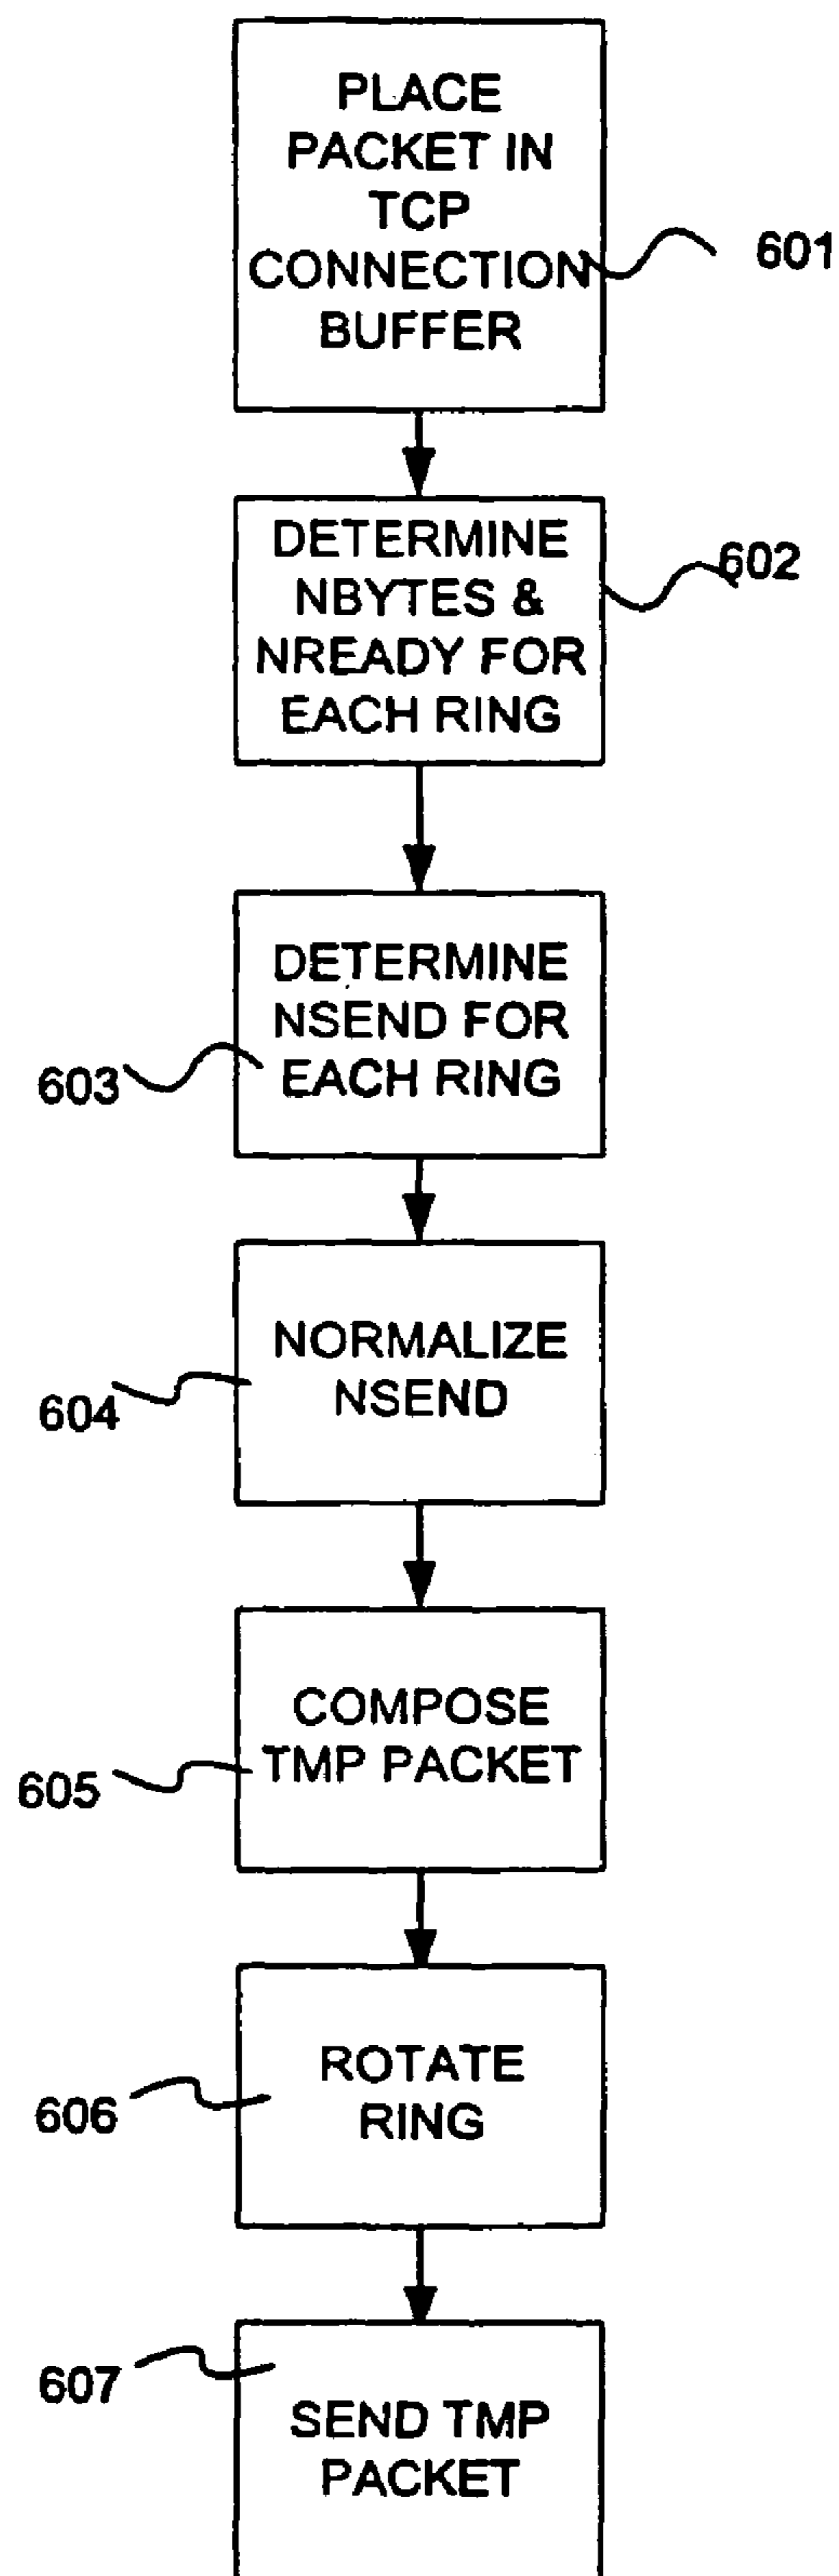 PLACE
PACKET IN
TCP
CONNECTION
BUFFER
601
DETERMINE
NBYTES &
NREADY FOR
EACH RING
602
DETERMINE
NSEND FOR
EACH RING
603
NORMALIZE
NSEND
604
COMPOSE
TMP PACKET
605
ROTATE
RING
606
607
SEND TMP
PACKET